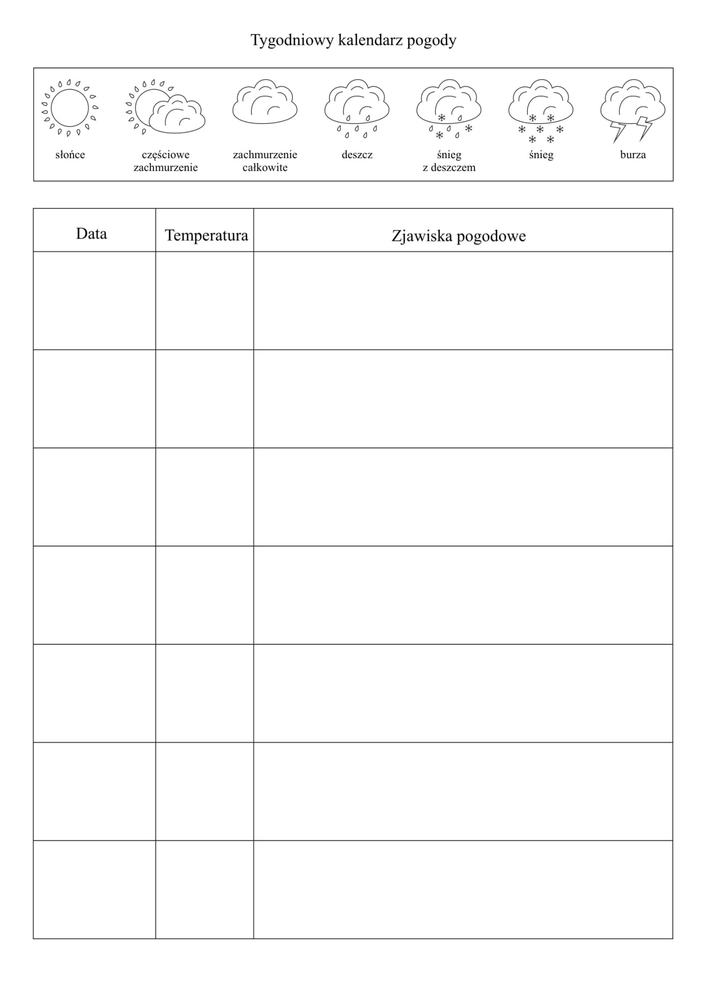 Tygodniowy kalendarz pogody
słońce
częściowe
zachmurzenie
zachmurzenie
całkowite
deszcz
śnieg
z deszczem
śnieg
burza
Data
Temperatura
Zjawiska pogodowe